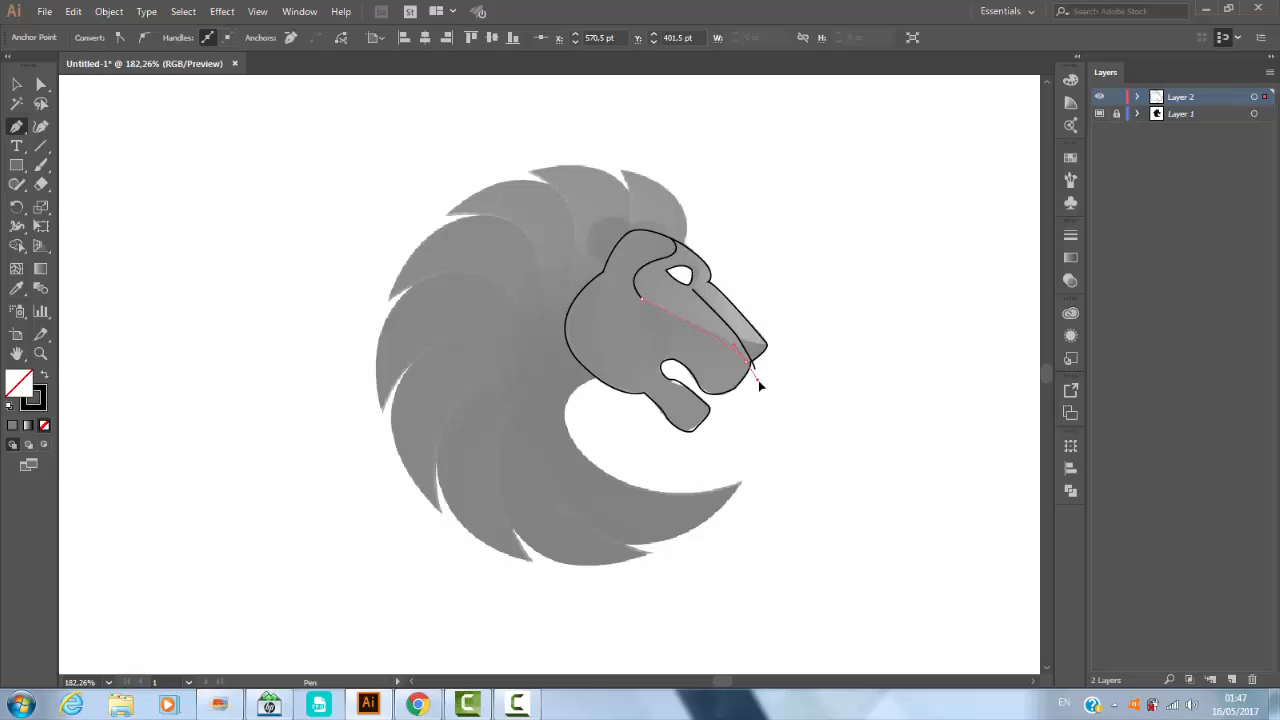 Ai File Edit Object Type Select Effect View Window Help Br St Essentials Search Adobe Stock
Anchor Point Convert: Handles: Anchors: X: 570,5 pt Y: 401,5 pt W: H:
Untitled-1* @ 182,26% (RGB/Preview) ×
Layers
Layer 2
Layer 1
182,26% 1 Pen 2 Layers
EN 01:47
16/05/2017